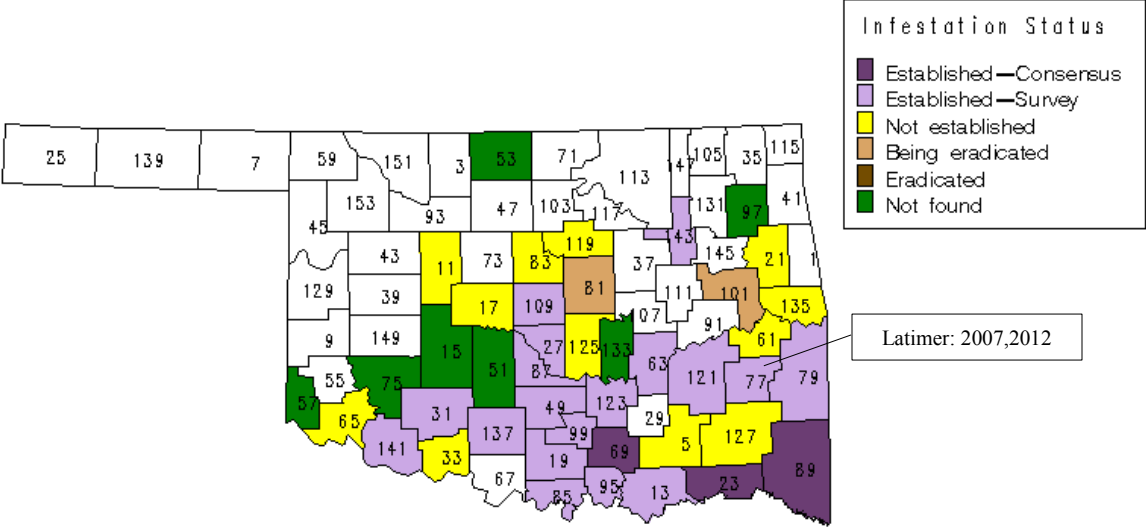 Infestation Status
Established—Consensus
Established—Survey
Not established
Being eradicated
Eradicated
Not found
25 139 7 59 151 3 53 71 113 147 105 35 115
45 153 93 47 103 117 131 97 41
43 11 73 83 119 37 143 145 21 1
129 39 17 109 81 111 101 135
9 149 15 51 27 87 125 133 107 91 61
Latimer: 2007,2012
57 55 75 31 49 123 63 121 77 79
65 141 33 137 99 69 29 5 127
67 19 85 95 13 23 89